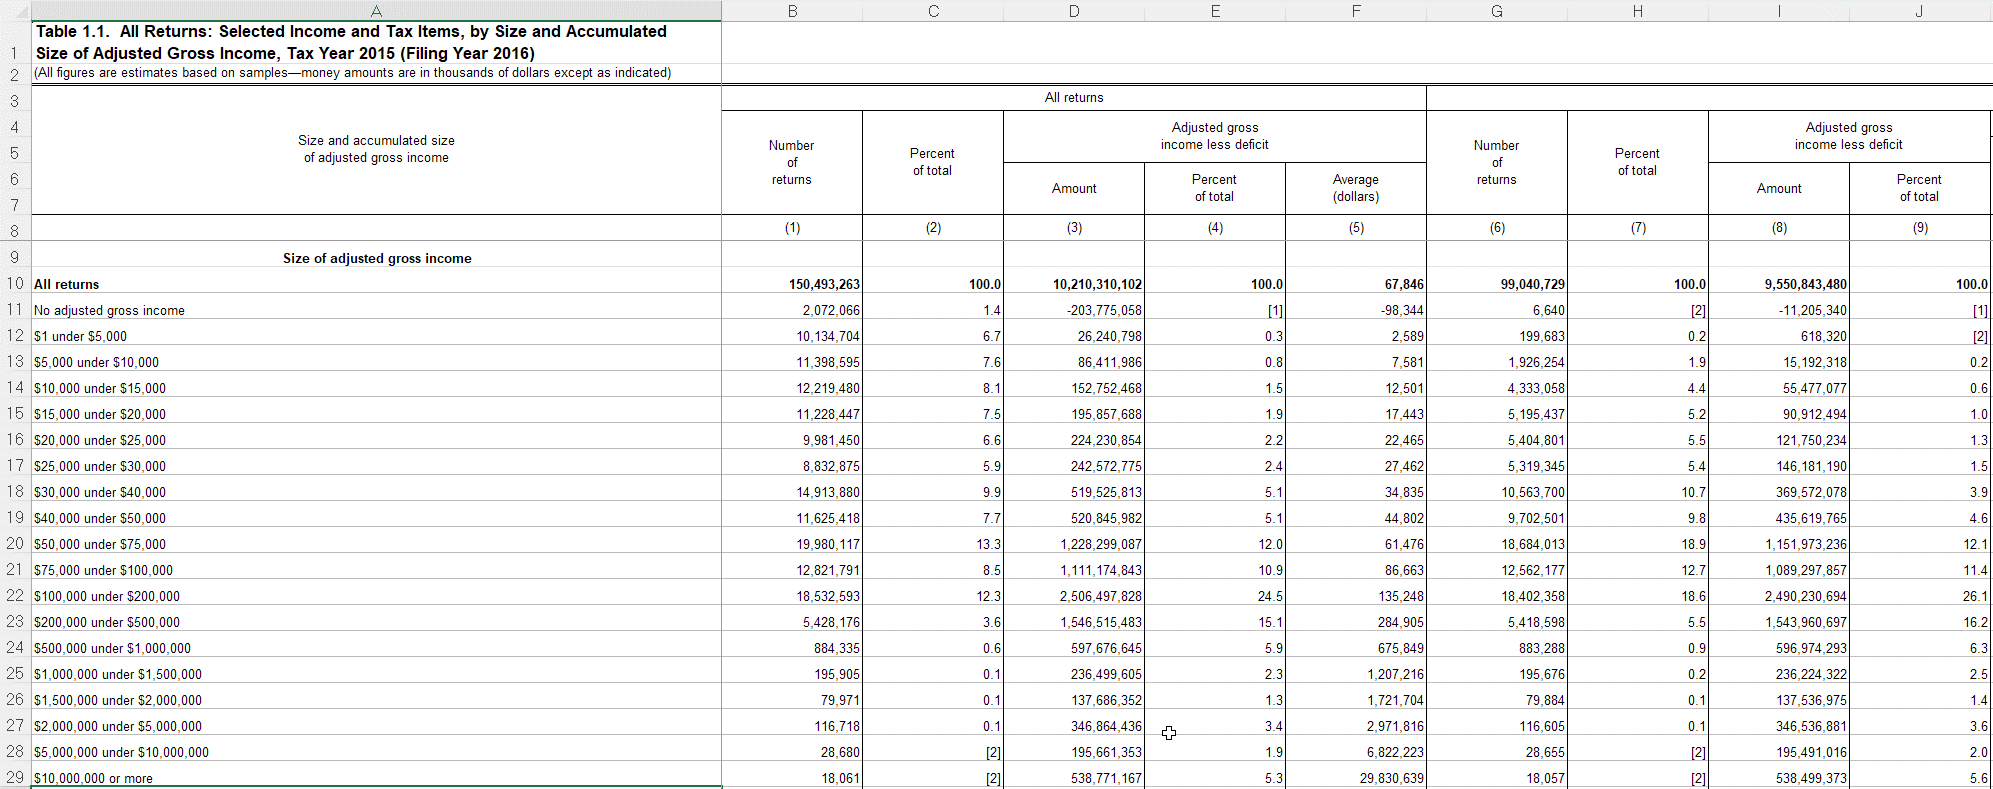 A B C D E F G H I J
1 Table 1.1. All Returns: Selected Income and Tax Items, by Size and Accumulated
Size of Adjusted Gross Income, Tax Year 2015 (Filing Year 2016)
2 (All figures are estimates based on samples—money amounts are in thousands of dollars except as indicated)
3 All returns
4 Adjusted gross Adjusted gross
Size and accumulated size Number Number income less deficit income less deficit
5 of adjusted gross income of Percent of Percent
6 returns of total returns of total Percent Average Percent
Amount of total (dollars) Amount of total
7
8 (1) (2) (3) (4) (5) (6) (7) (8) (9)
9 Size of adjusted gross income
10 All returns 150,493,263 100.0 10,210,310,102 100.0 67,846 99,040,729 100.0 9,550,843,480 100.0
11 No adjusted gross income 2,072,066 1.4 -203,775,058 [1] -98,344 6,640 [2] -11,205,340 [1]
12 $1 under $5,000 10,134,704 6.7 26,240,798 0.3 2,589 199,683 0.2 618,320 [2]
13 $5,000 under $10,000 11,398,595 7.6 86,411,986 0.8 7,581 1,926,254 1.9 15,192,318 0.2
14 $10,000 under $15,000 12,219,480 8.1 152,752,468 1.5 12,501 4,333,058 4.4 55,477,077 0.6
15 $15,000 under $20,000 11,228,447 7.5 195,857,688 1.9 17,443 5,195,437 5.2 90,912,494 1.0
16 $20,000 under $25,000 9,981,450 6.6 224,230,854 2.2 22,465 5,404,801 5.5 121,750,234 1.3
17 $25,000 under $30,000 8,832,875 5.9 242,572,775 2.4 27,462 5,319,345 5.4 146,181,190 1.5
18 $30,000 under $40,000 14,913,880 9.9 519,525,813 5.1 34,835 10,563,700 10.7 369,572,078 3.9
19 $40,000 under $50,000 11,625,418 7.7 520,845,982 5.1 44,802 9,702,501 9.8 435,619,765 4.6
20 $50,000 under $75,000 19,980,117 13.3 1,228,299,087 12.0 61,476 18,684,013 18.9 1,151,973,236 12.1
21 $75,000 under $100,000 12,821,791 8.5 1,111,174,843 10.9 86,663 12,562,177 12.7 1,089,297,857 11.4
22 $100,000 under $200,000 18,532,593 12.3 2,506,497,828 24.5 135,248 18,402,358 18.6 2,490,230,694 26.1
23 $200,000 under $500,000 5,428,176 3.6 1,546,515,483 15.1 284,905 5,418,598 5.5 1,543,960,697 16.2
24 $500,000 under $1,000,000 884,335 0.6 597,676,645 5.9 675,849 883,288 0.9 596,974,293 6.3
25 $1,000,000 under $1,500,000 195,905 0.1 236,499,605 2.3 1,207,216 195,676 0.2 236,224,322 2.5
26 $1,500,000 under $2,000,000 79,971 0.1 137,686,352 1.3 1,721,704 79,884 0.1 137,536,975 1.4
27 $2,000,000 under $5,000,000 116,718 0.1 346,864,436 3.4 2,971,816 116,605 0.1 346,536,881 3.6
28 $5,000,000 under $10,000,000 28,680 [2] 195,661,353 1.9 6,822,223 28,655 [2] 195,491,016 2.0
29 $10,000,000 or more 18,061 [2] 538,771,167 5.3 29,830,639 18,057 [2] 538,499,373 5.6